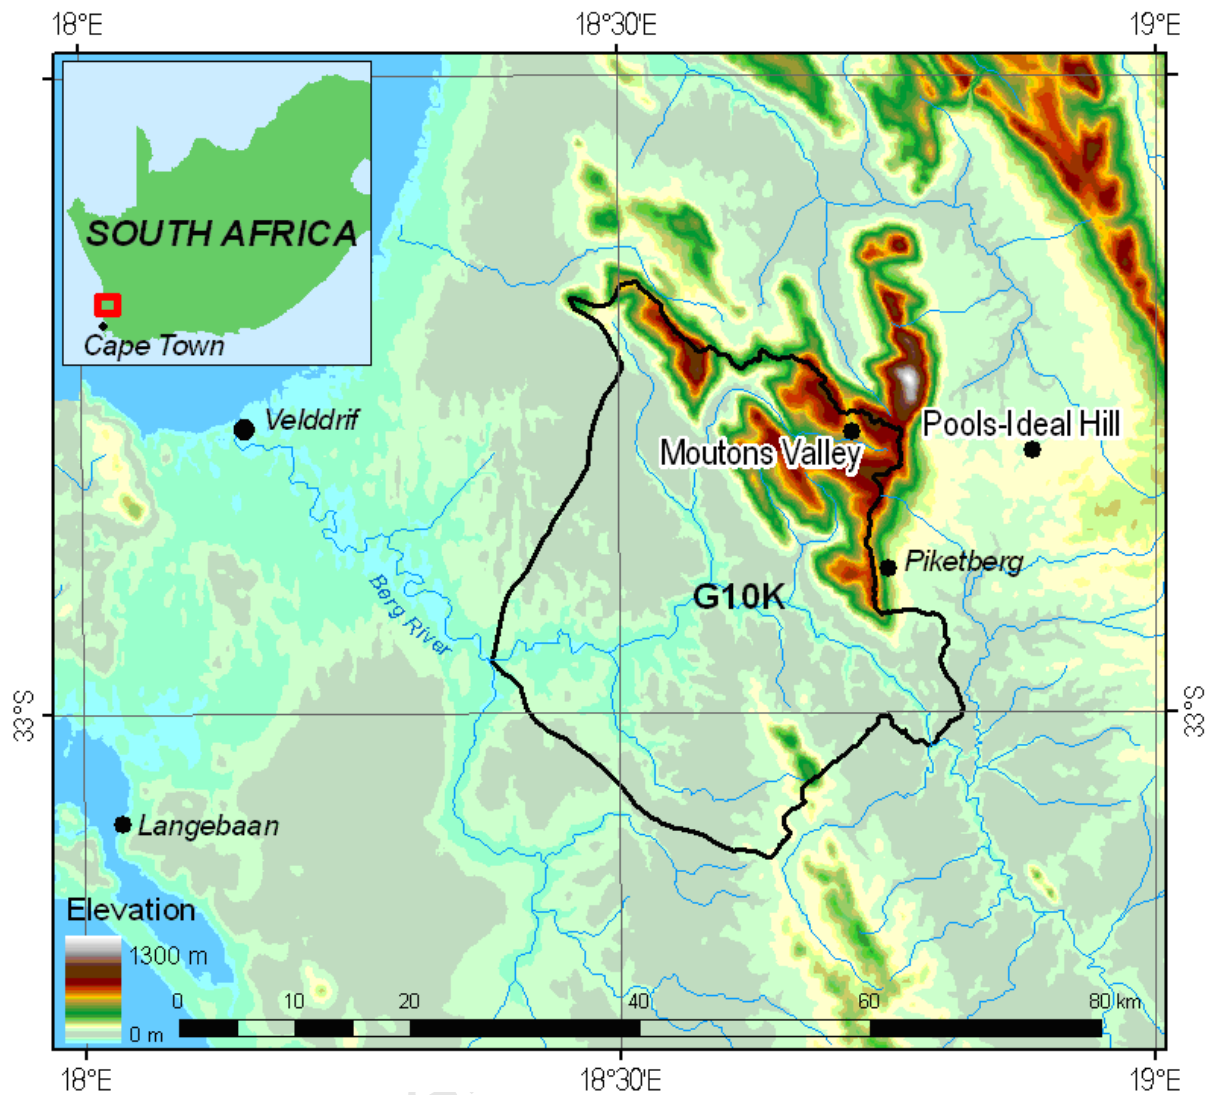 18°E
18°30'E
19°E
SOUTH AFRICA
Cape Town
Velddrif
Pools-Ideal Hill
Moutons Valley
Piketberg
G10K
Berg River
33°S
33°S
Langebaan
Elevation
1300 m
0 m
0
10
20
40
60
80 km
18°E
18°30'E
19°E